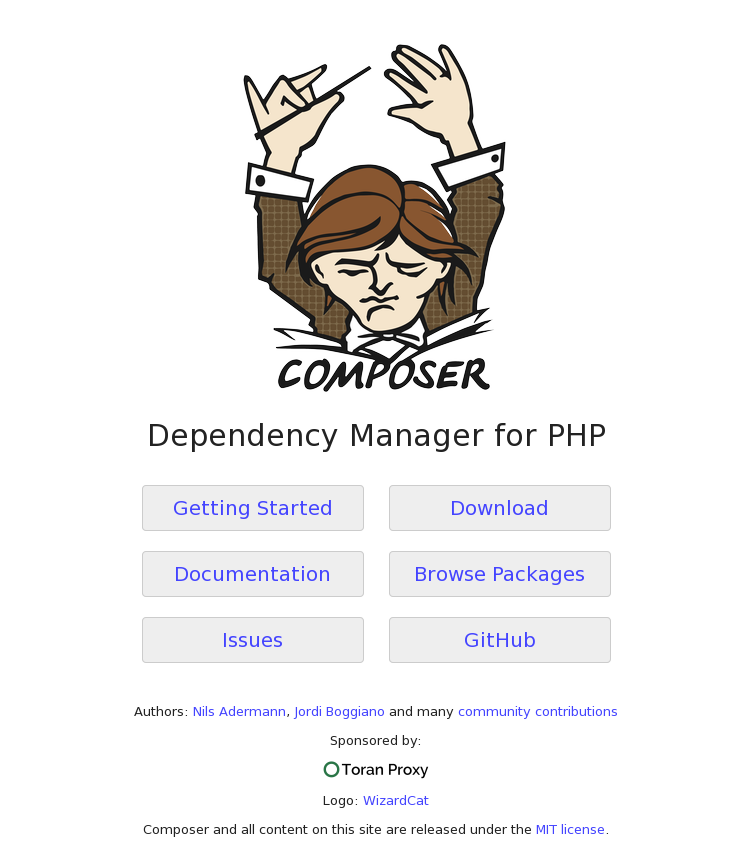 COMPOSER
Dependency Manager for PHP
Getting Started
Download
Documentation
Browse Packages
Issues
GitHub
Authors: Nils Adermann, Jordi Boggiano and many community contributions
Sponsored by:
Toran Proxy
Logo: WizardCat
Composer and all content on this site are released under the MIT license.